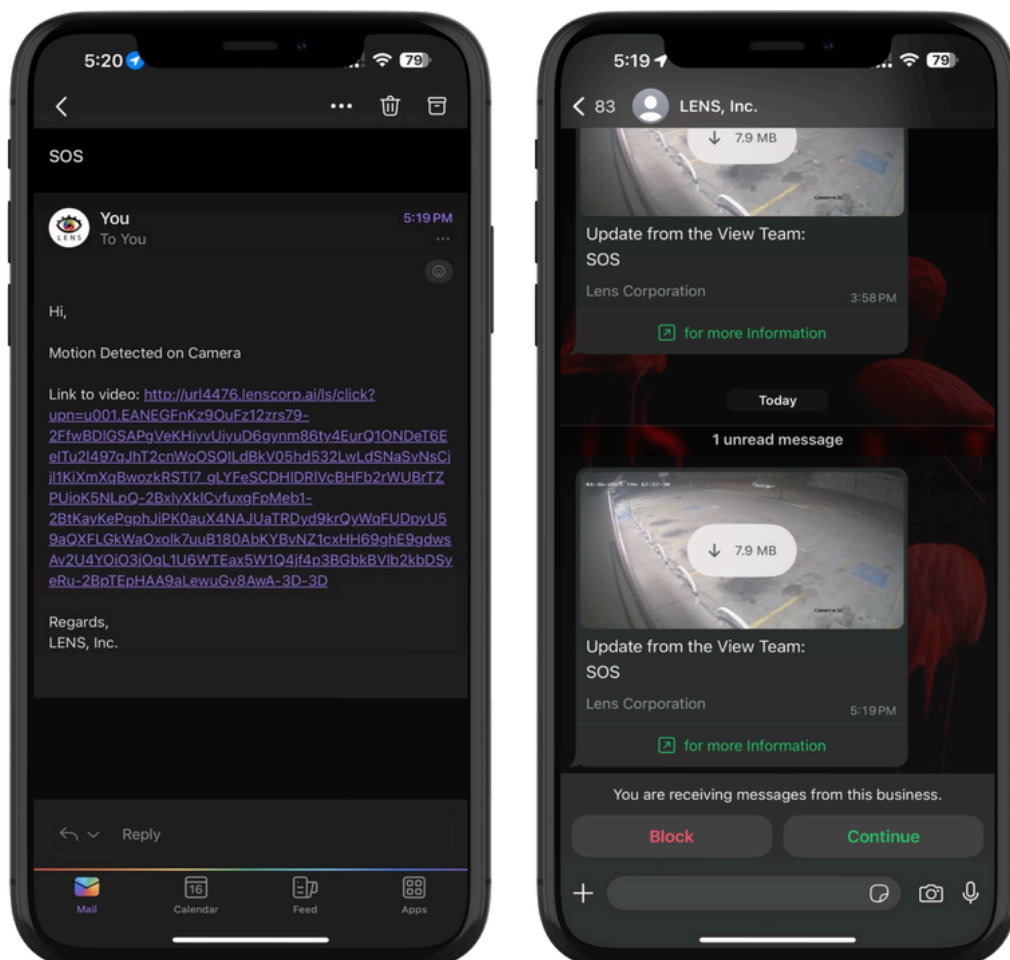 5:20
79
SOS
LENS
You
5:19 PM
To You
Hi,
Motion Detected on Camera
Link to video: http://url4476.lenscorp.ai/ls/click?
upn=u001.EANEGFnKz9OuFz12zrs79-
2FfwBDlGSAPgVeKHiyvUiyuD6gynm86ty4EurQ1ONDeT6E
eITu2I497qJhT2cnWoOSQILdBkV05hd532LwLdSNaSvNsCj
jI1KiXmXqBwozkRSTI7_gLYFeSCDHIDRlVcBHFb2rWUBrTZ
PUioK5NLpQ-2BxlyXklCvfuxgFpMeb1-
2BtKayKePgphJiPK0auX4NAJUaTRDyd9krQyWqFUDpyU5
9aQXFLGkWaOxolk7uuB180AbKYBvNZ1cxHH69ghE9gdws
Av2U4YOiO3jOqL1U6WTEax5W1Q4jf4p3BGbkBVlb2kbDSy
eRu-2BpTEpHAA9aLewuGv8AwA-3D-3D
Regards,
LENS, Inc.
Reply
16
Mail
Calendar
Feed
Apps
5:19
79
83
LENS, Inc.
7.9 MB
Update from the View Team:
SOS
Lens Corporation
3:58 PM
for more Information
Today
1 unread message
7.9 MB
Update from the View Team:
SOS
Lens Corporation
5:19 PM
for more Information
You are receiving messages from this business.
Block
Continue